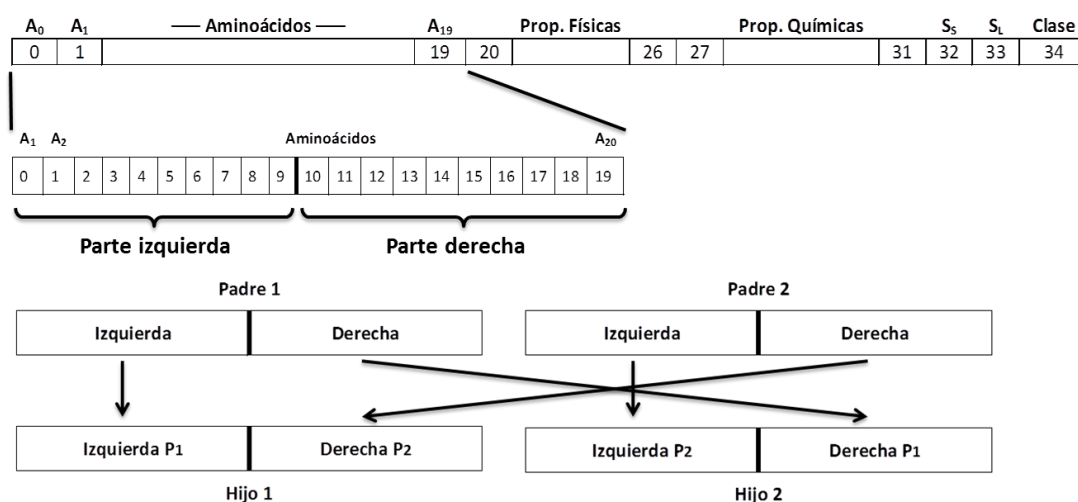 A₀ A₁ Aminoácidos A₁₉ Prop. Físicas Prop. Químicas Sₛ S_L Clase
0 1 19 20 26 27 31 32 33 34
A₁ A₂ Aminoácidos A₂₀
0 1 2 3 4 5 6 7 8 9 10 11 12 13 14 15 16 17 18 19
Parte izquierda Parte derecha
Padre 1 Padre 2
Izquierda Derecha Izquierda Derecha
Izquierda P1 Derecha P2 Izquierda P2 Derecha P1
Hijo 1 Hijo 2